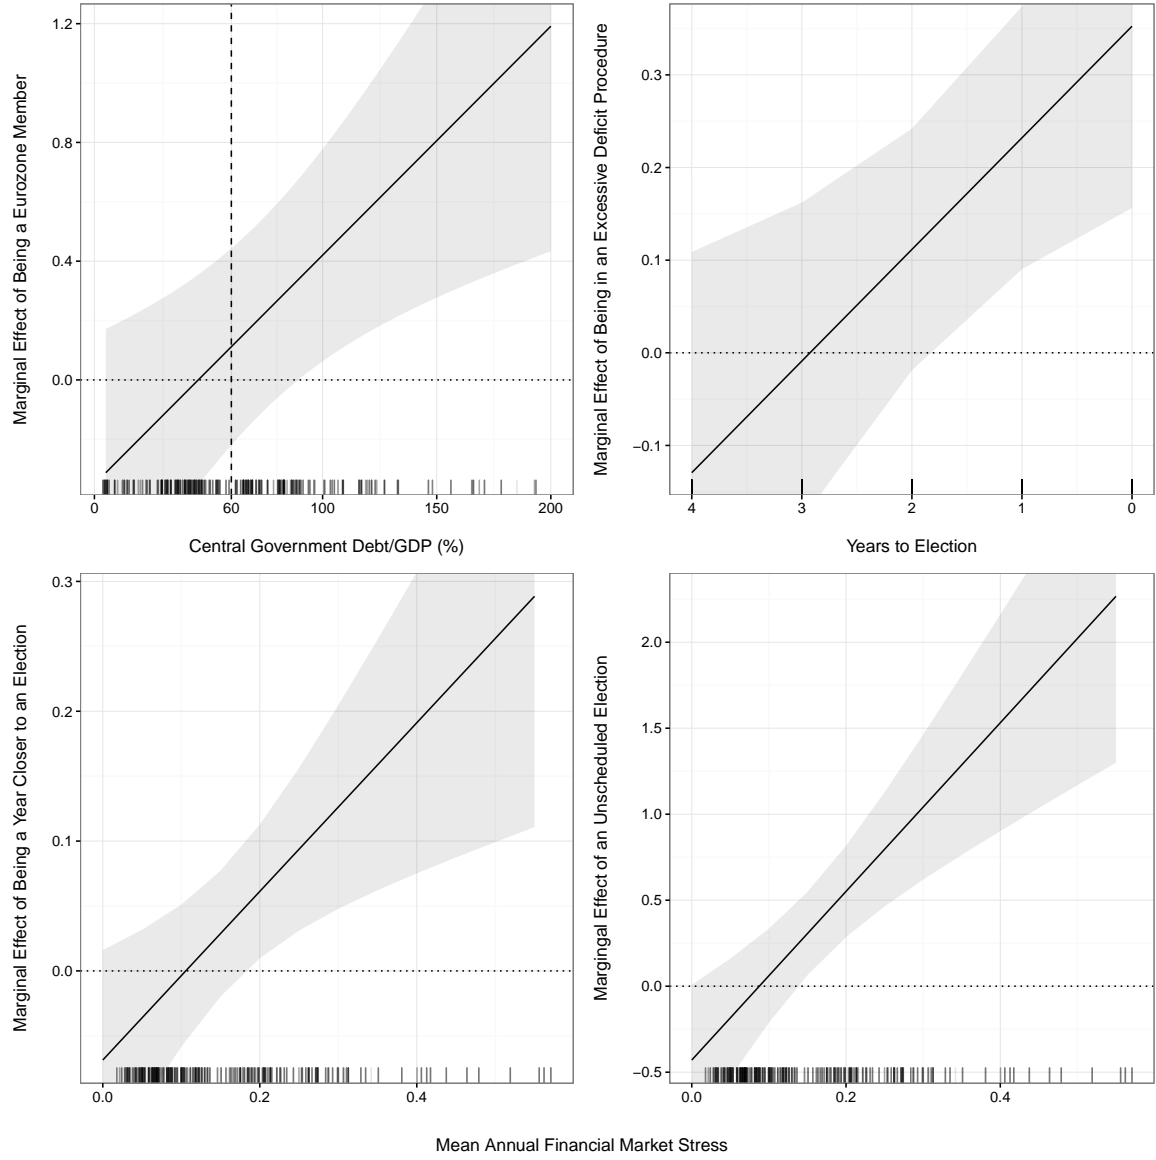 Marginal Effect of Being a Eurozone Member
1.2
0.8
0.4
0.0
0 60 100 150 200
Central Government Debt/GDP (%)
Marginal Effect of Being in an Excessive Deficit Procedure
0.3
0.2
0.1
0.0
−0.1
4 3 2 1 0
Years to Election
Marginal Effect of Being a Year Closer to an Election
0.3
0.2
0.1
0.0
0.0 0.2 0.4
Margingal Effect of an Unscheduled Election
2.0
1.5
1.0
0.5
0.0
−0.5
0.0 0.2 0.4
Mean Annual Financial Market Stress